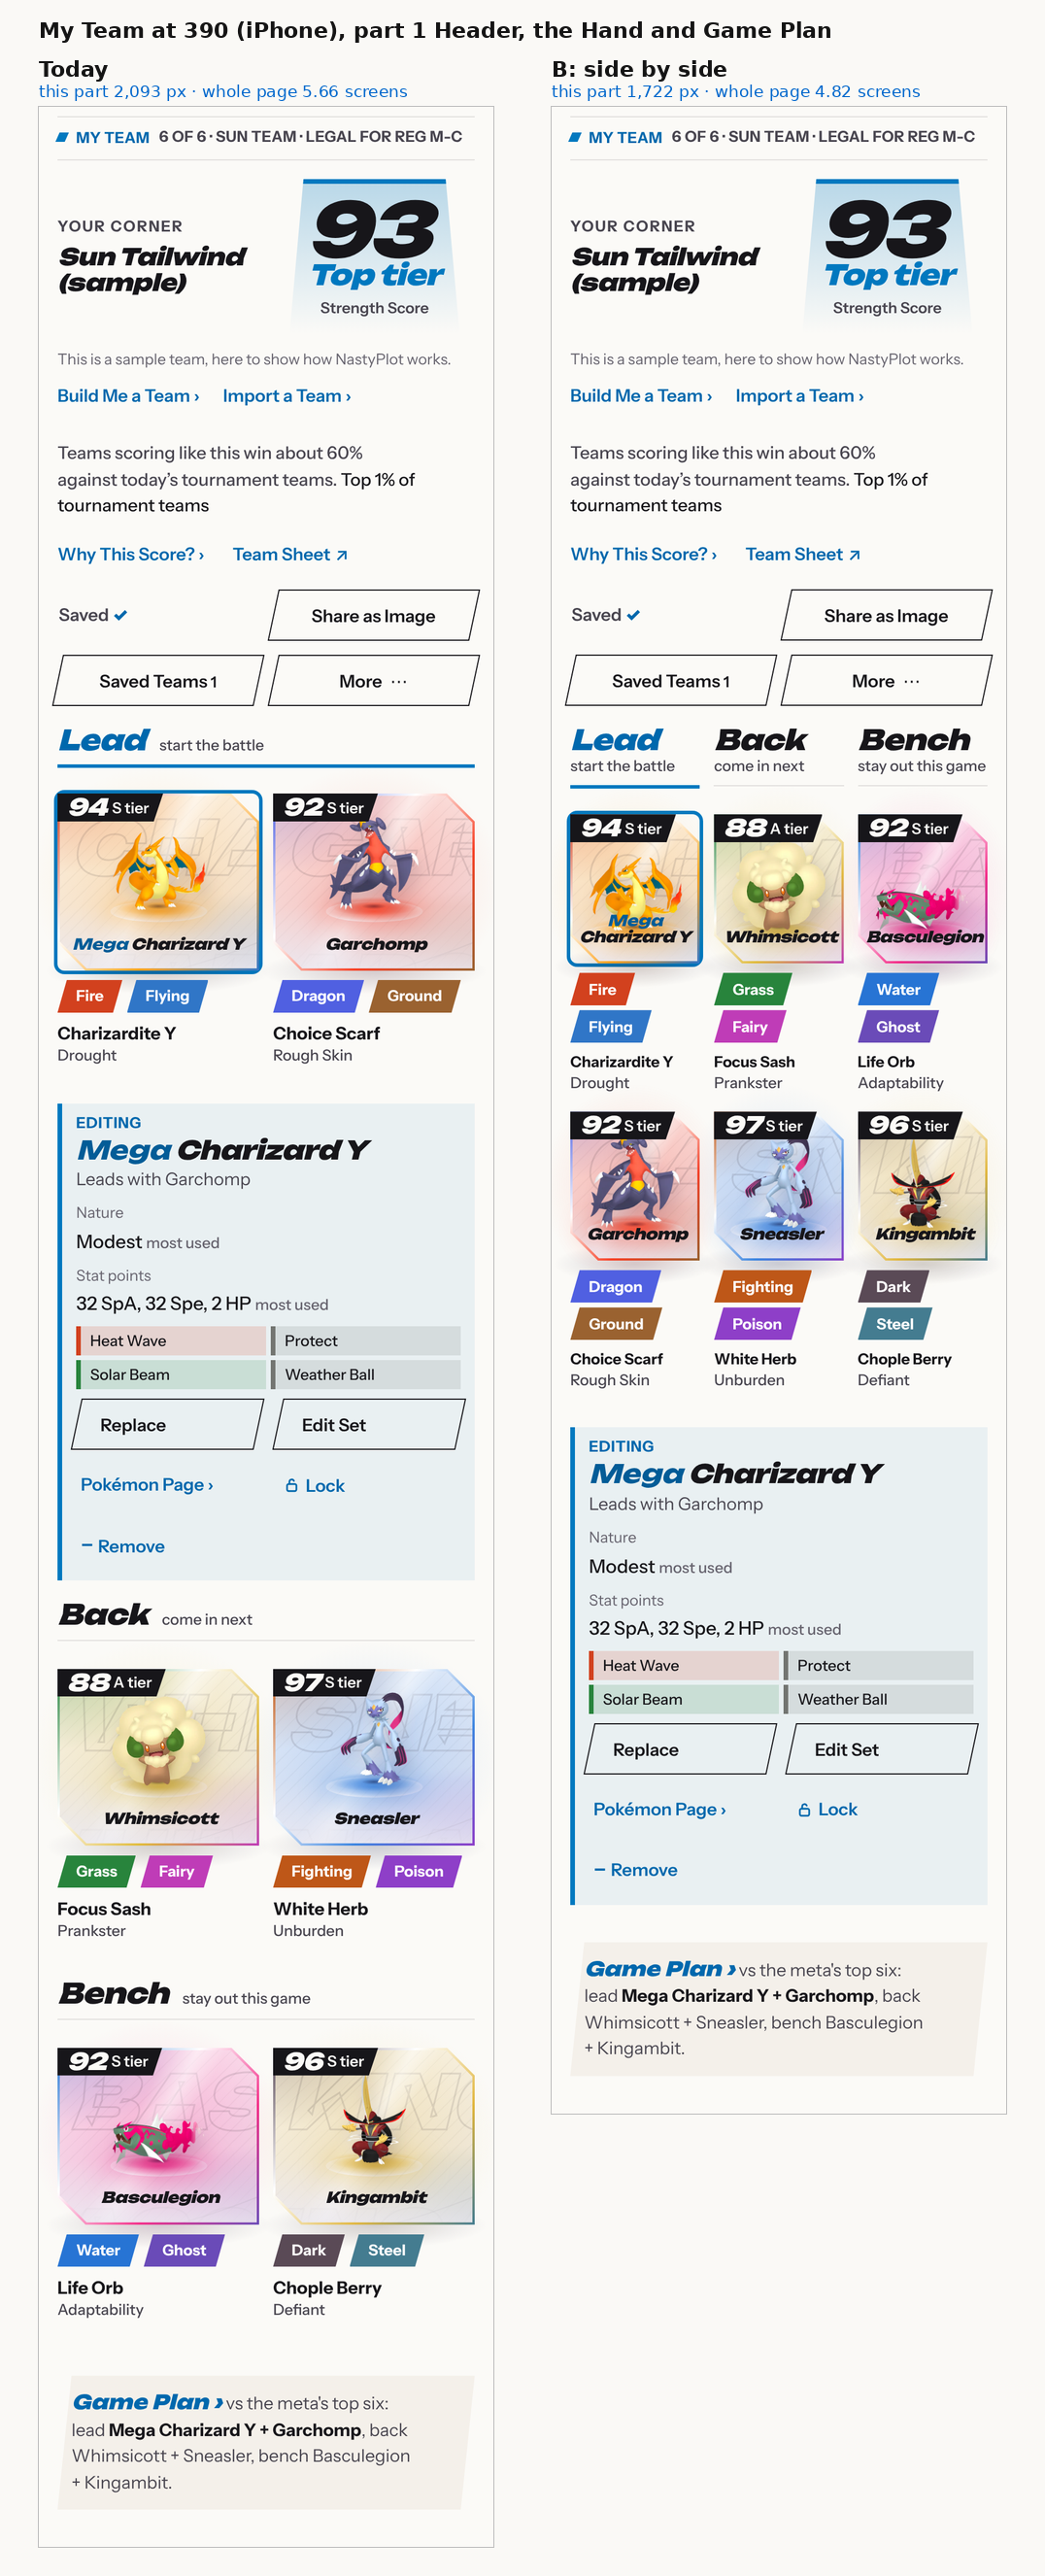 My Team at 390 (iPhone), part 1 Header, the Hand and Game Plan
Today
this part 2,093 px · whole page 5.66 screens
MY TEAM 6 OF 6 · SUN TEAM · LEGAL FOR REG M-C
YOUR CORNER
Sun Tailwind
(sample)
93
Top tier
Strength Score
This is a sample team, here to show how NastyPlot works.
Build Me a Team › Import a Team ›
Teams scoring like this win about 60%
against today’s tournament teams. Top 1% of
tournament teams
Why This Score? › Team Sheet ↗
Saved ✓ Share as Image
Saved Teams 1 More ···
Lead start the battle
94 S tier 92 S tier
Mega Charizard Y Garchomp
Fire Flying Dragon Ground
Charizardite Y Choice Scarf
Drought Rough Skin
EDITING
Mega Charizard Y
Leads with Garchomp
Nature
Modest most used
Stat points
32 SpA, 32 Spe, 2 HP most used
Heat Wave Protect
Solar Beam Weather Ball
Replace Edit Set
Pokémon Page › Lock
− Remove
Back come in next
88 A tier 97 S tier
Whimsicott Sneasler
Grass Fairy Fighting Poison
Focus Sash White Herb
Prankster Unburden
Bench stay out this game
92 S tier 96 S tier
Basculegion Kingambit
Water Ghost Dark Steel
Life Orb Chople Berry
Adaptability Defiant
Game Plan › vs the meta's top six:
lead Mega Charizard Y + Garchomp, back
Whimsicott + Sneasler, bench Basculegion
+ Kingambit.
B: side by side
this part 1,722 px · whole page 4.82 screens
MY TEAM 6 OF 6 · SUN TEAM · LEGAL FOR REG M-C
YOUR CORNER
Sun Tailwind
(sample)
93
Top tier
Strength Score
This is a sample team, here to show how NastyPlot works.
Build Me a Team › Import a Team ›
Teams scoring like this win about 60%
against today’s tournament teams. Top 1% of
tournament teams
Why This Score? › Team Sheet ↗
Saved ✓ Share as Image
Saved Teams 1 More ···
Lead Back Bench
start the battle come in next stay out this game
94 S tier 88 A tier 92 S tier
Mega
Charizard Y Whimsicott Basculegion
Fire Grass Water
Flying Fairy Ghost
Charizardite Y Focus Sash Life Orb
Drought Prankster Adaptability
92 S tier 97 S tier 96 S tier
Garchomp Sneasler Kingambit
Dragon Fighting Dark
Ground Poison Steel
Choice Scarf White Herb Chople Berry
Rough Skin Unburden Defiant
EDITING
Mega Charizard Y
Leads with Garchomp
Nature
Modest most used
Stat points
32 SpA, 32 Spe, 2 HP most used
Heat Wave Protect
Solar Beam Weather Ball
Replace Edit Set
Pokémon Page › Lock
− Remove
Game Plan › vs the meta's top six:
lead Mega Charizard Y + Garchomp, back
Whimsicott + Sneasler, bench Basculegion
+ Kingambit.